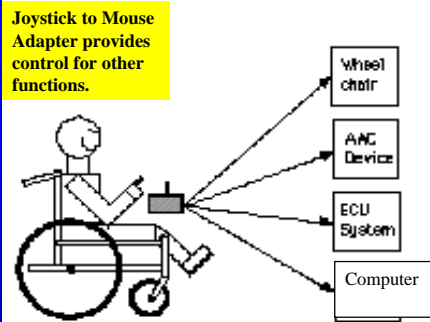 Joystick to Mouse
Adapter provides
control for other
functions.
Wheel
chair
AAC
Device
ECU
System
Computer